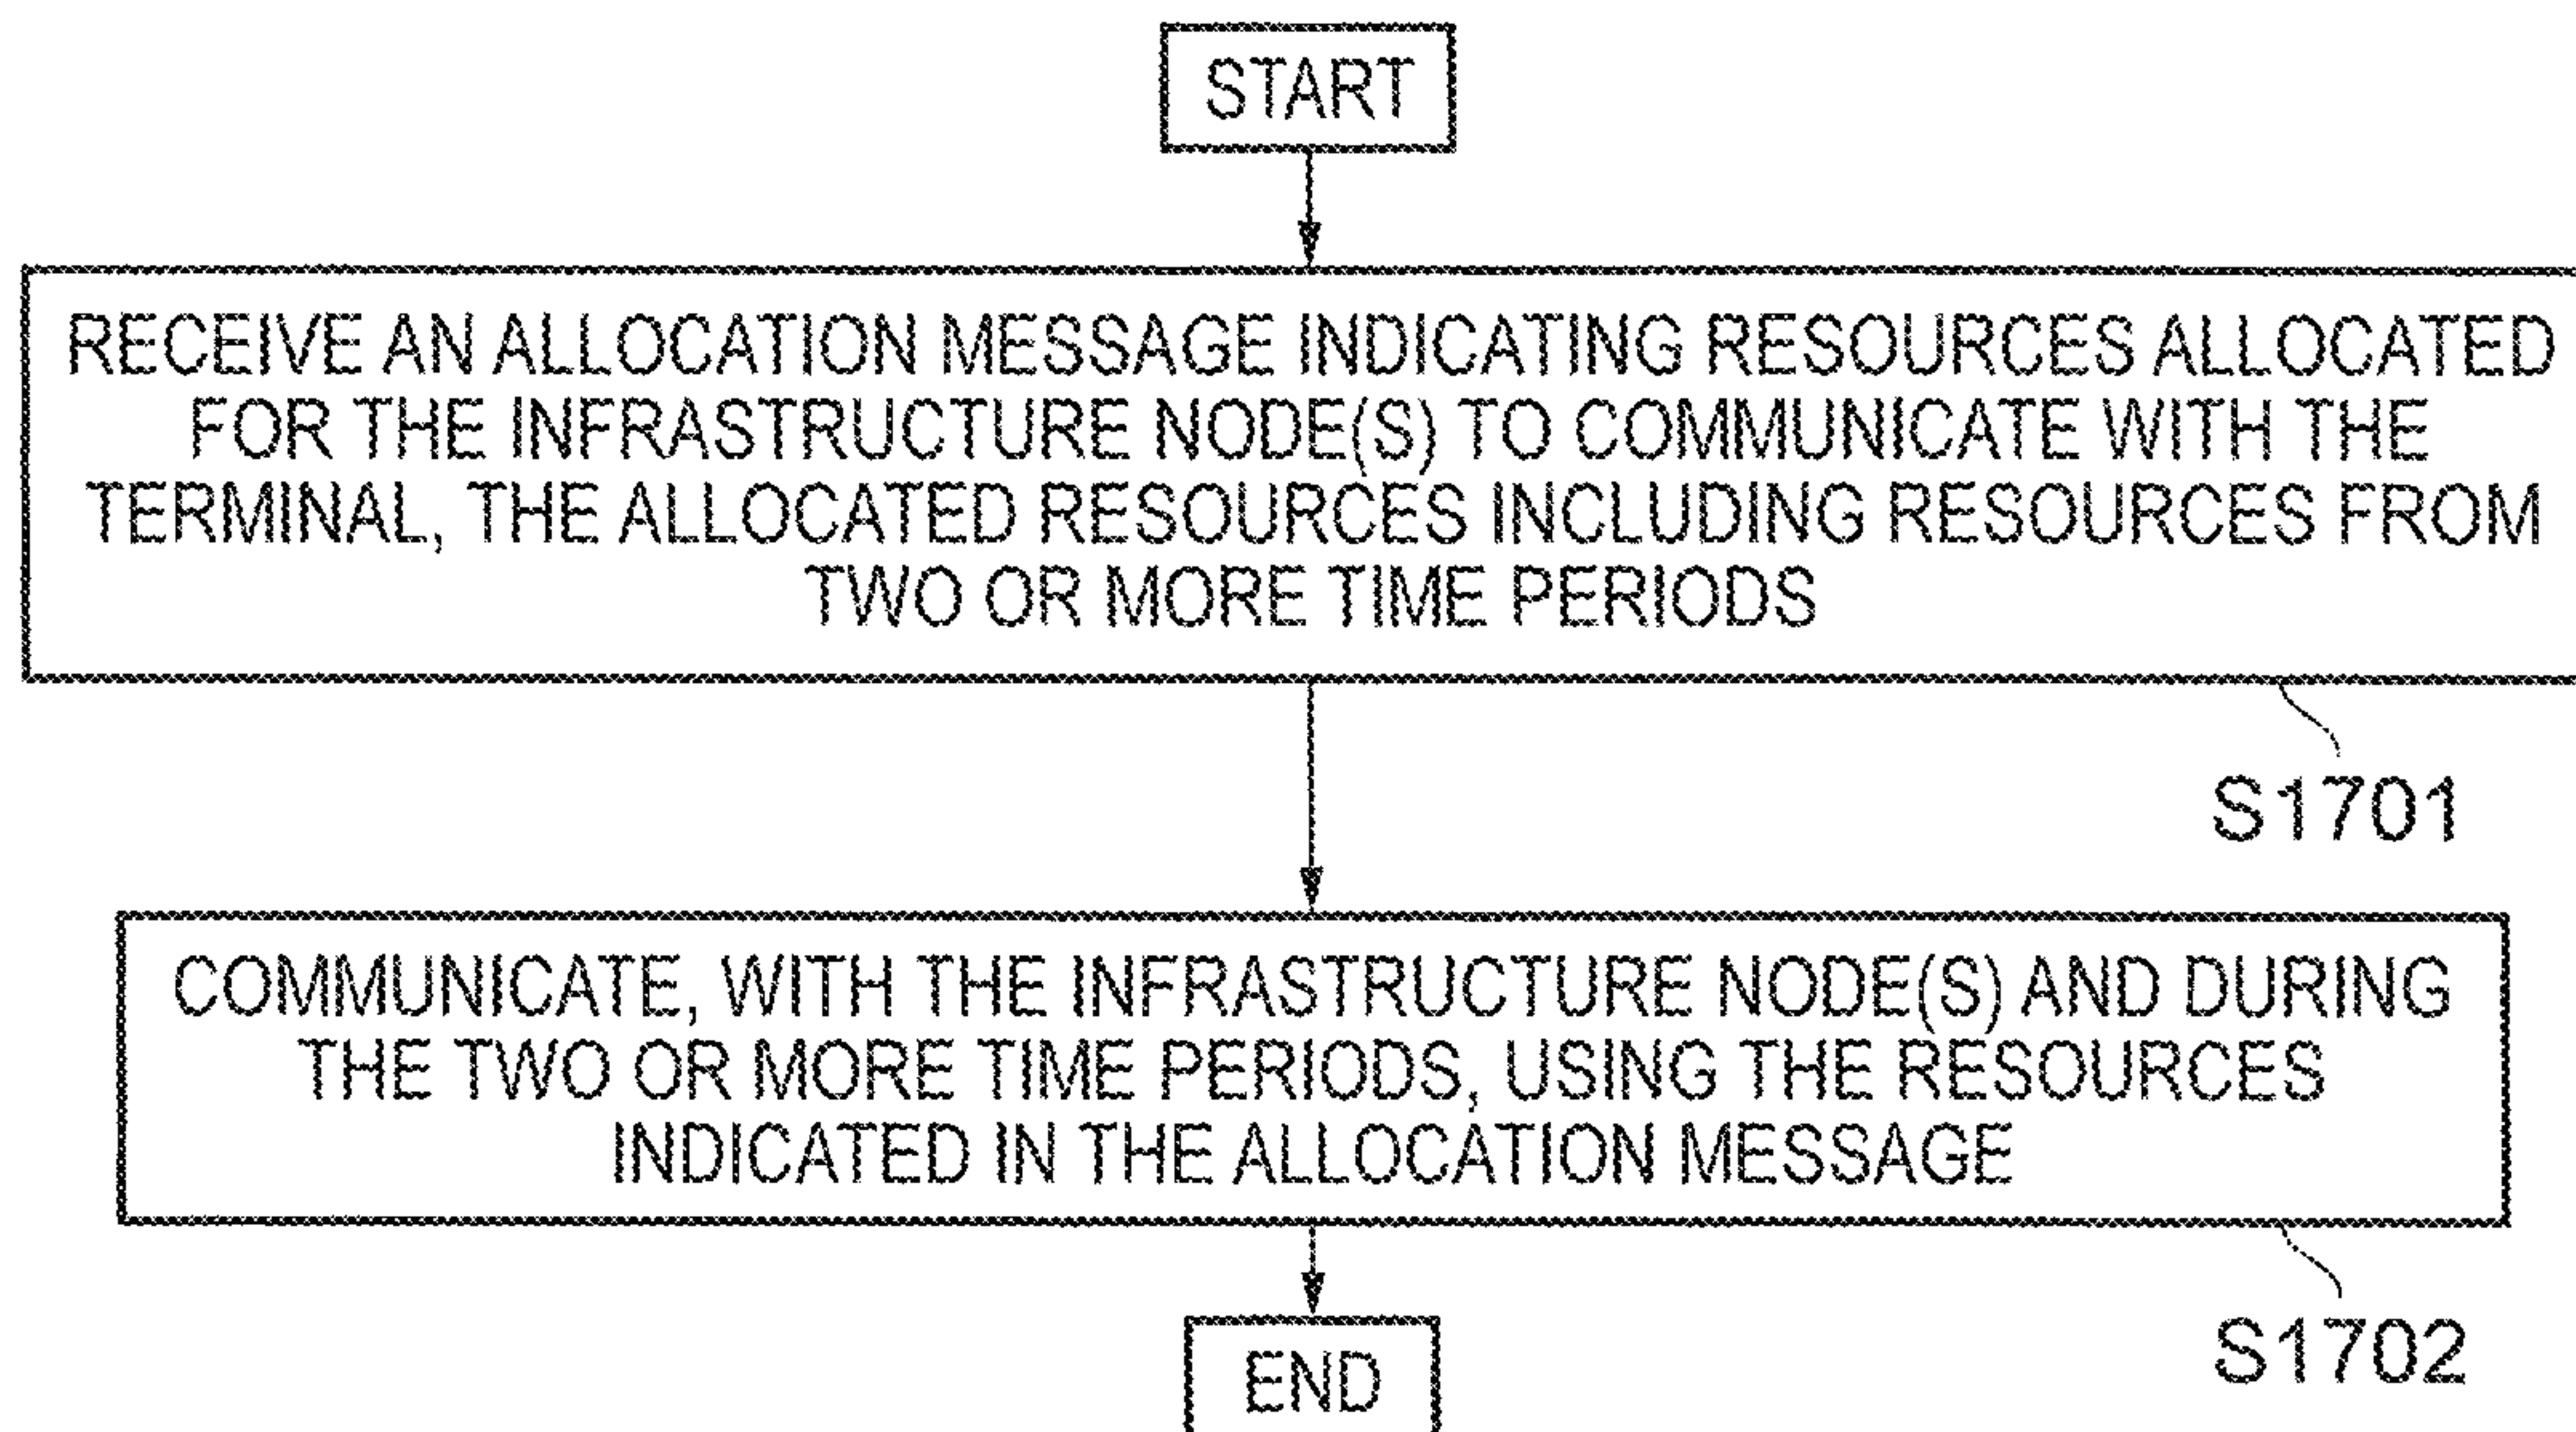 START
RECEIVE AN ALLOCATION MESSAGE INDICATING RESOURCES ALLOCATED
FOR THE INFRASTRUCTURE NODE(S) TO COMMUNICATE WITH THE
TERMINAL, THE ALLOCATED RESOURCES INCLUDING RESOURCES FROM
TWO OR MORE TIME PERIODS
S1701
COMMUNICATE, WITH THE INFRASTRUCTURE NODE(S) AND DURING
THE TWO OR MORE TIME PERIODS, USING THE RESOURCES
INDICATED IN THE ALLOCATION MESSAGE
S1702
END